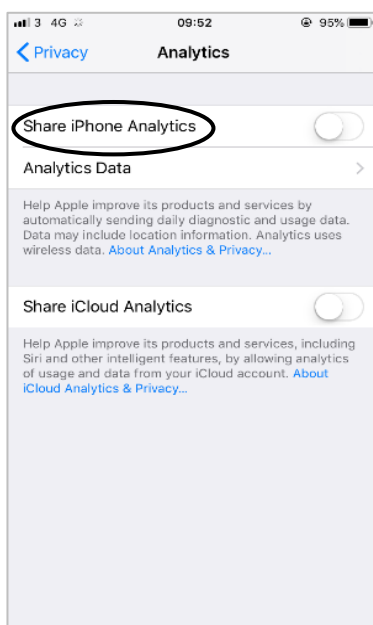 3 4G 09:52 95%
Privacy Analytics
Share iPhone Analytics
Analytics Data
Help Apple improve its products and services by
automatically sending daily diagnostic and usage data.
Data may include location information. Analytics uses
wireless data. About Analytics & Privacy...
Share iCloud Analytics
Help Apple improve its products and services, including
Siri and other intelligent features, by allowing analytics
of usage and data from your iCloud account. About
iCloud Analytics & Privacy...